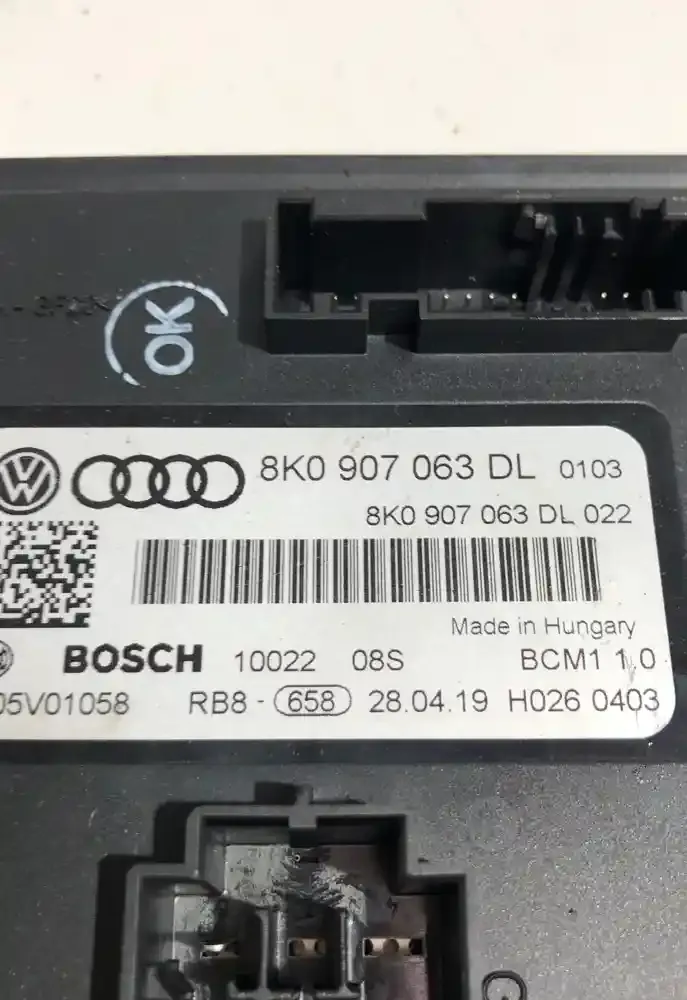 OK
8K0 907 063 DL 0103
8K0 907 063 DL 022
Made in Hungary
BOSCH 10022 08S BCM1 1.0
05V01058 RB8 - 658 28.04.19 H026 0403